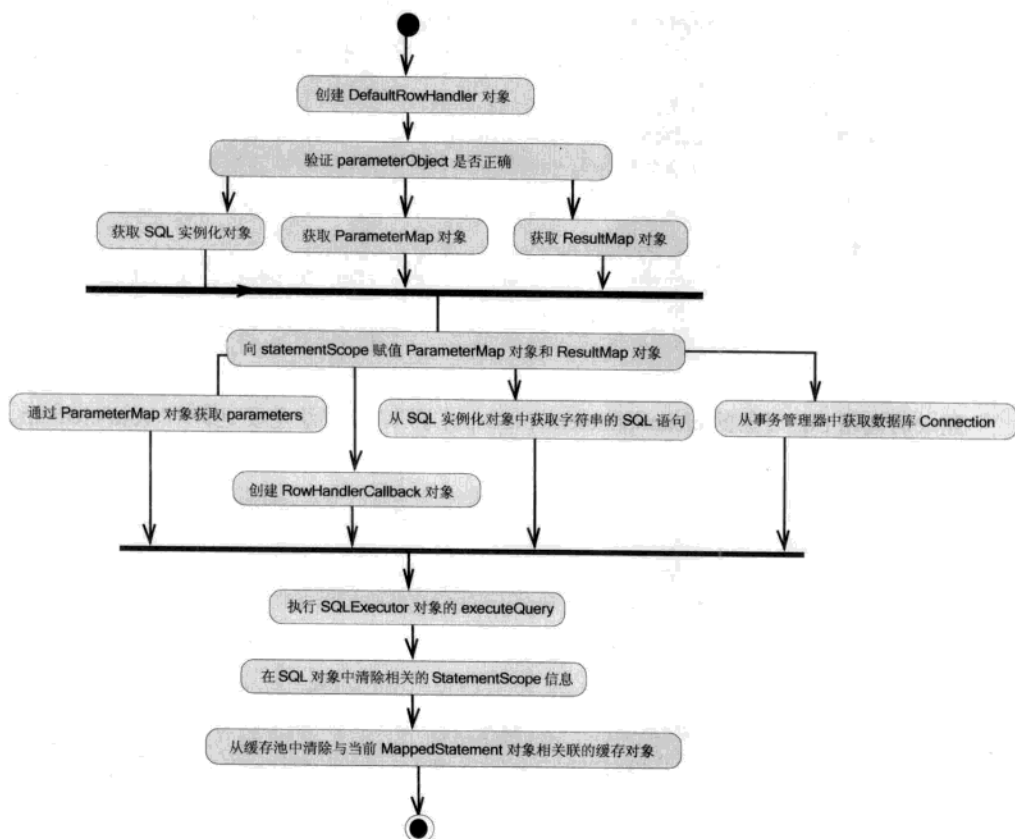 创建 DefaultRowHandler 对象
验证 parameterObject 是否正确
获取 SQL 实例化对象
获取 ParameterMap 对象
获取 ResultMap 对象
向 statementScope 赋值 ParameterMap 对象和 ResultMap 对象
通过 ParameterMap 对象获取 parameters
从 SQL 实例化对象中获取字符串的 SQL 语句
从事务管理器中获取数据库 Connection
创建 RowHandlerCallback 对象
执行 SQLExecutor 对象的 executeQuery
在 SQL 对象中清除相关的 StatementScope 信息
从缓存池中清除与当前 MappedStatement 对象相关联的缓存对象